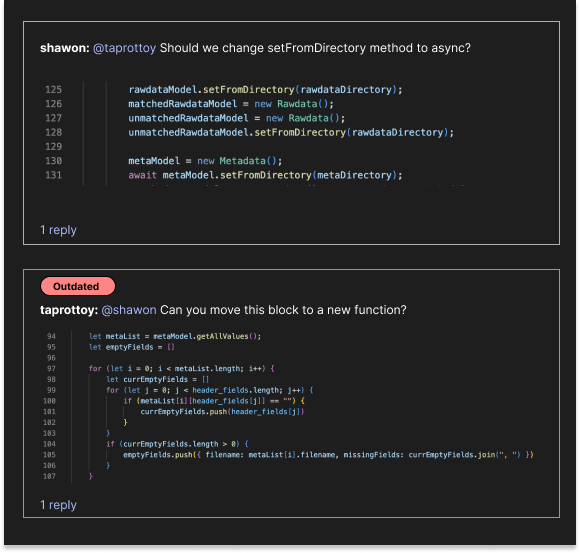 shawon: @taprottoy Should we change setFromDirectory method to async?
125 rawdataModel.setFromDirectory(rawdataDirectory);
126 matchedRawdataModel = new Rawdata();
127 unmatchedRawdataModel = new Rawdata();
128 unmatchedRawdataModel.setFromDirectory(rawdataDirectory);
129
130 metaModel = new Metadata();
131 await metaModel.setFromDirectory(metaDirectory);
1 reply
Outdated
taprottoy: @shawon Can you move this block to a new function?
94 let metaList = metaModel.getAllValues();
95 let emptyFields = []
96
97 for (let i = 0; i < metaList.length; i++) {
98 let currEmptyFields = []
99 for (let j = 0; j < header_fields.length; j++) {
100 if (metaList[i][header_fields[j]] == "") {
101 currEmptyFields.push(header_fields[j])
102 }
103 }
104 if (currEmptyFields.length > 0) {
105 emptyFields.push({ filename: metaList[i].filename, missingFields: currEmptyFields.join(", ") })
106 }
107 }
1 reply